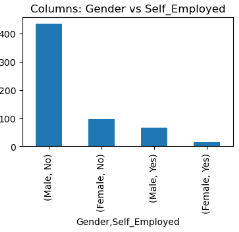 Columns: Gender vs Self_Employed
400
300
200
100
0
(Male, No)
(Female, No)
(Male, Yes)
(Female, Yes)
Gender,Self_Employed